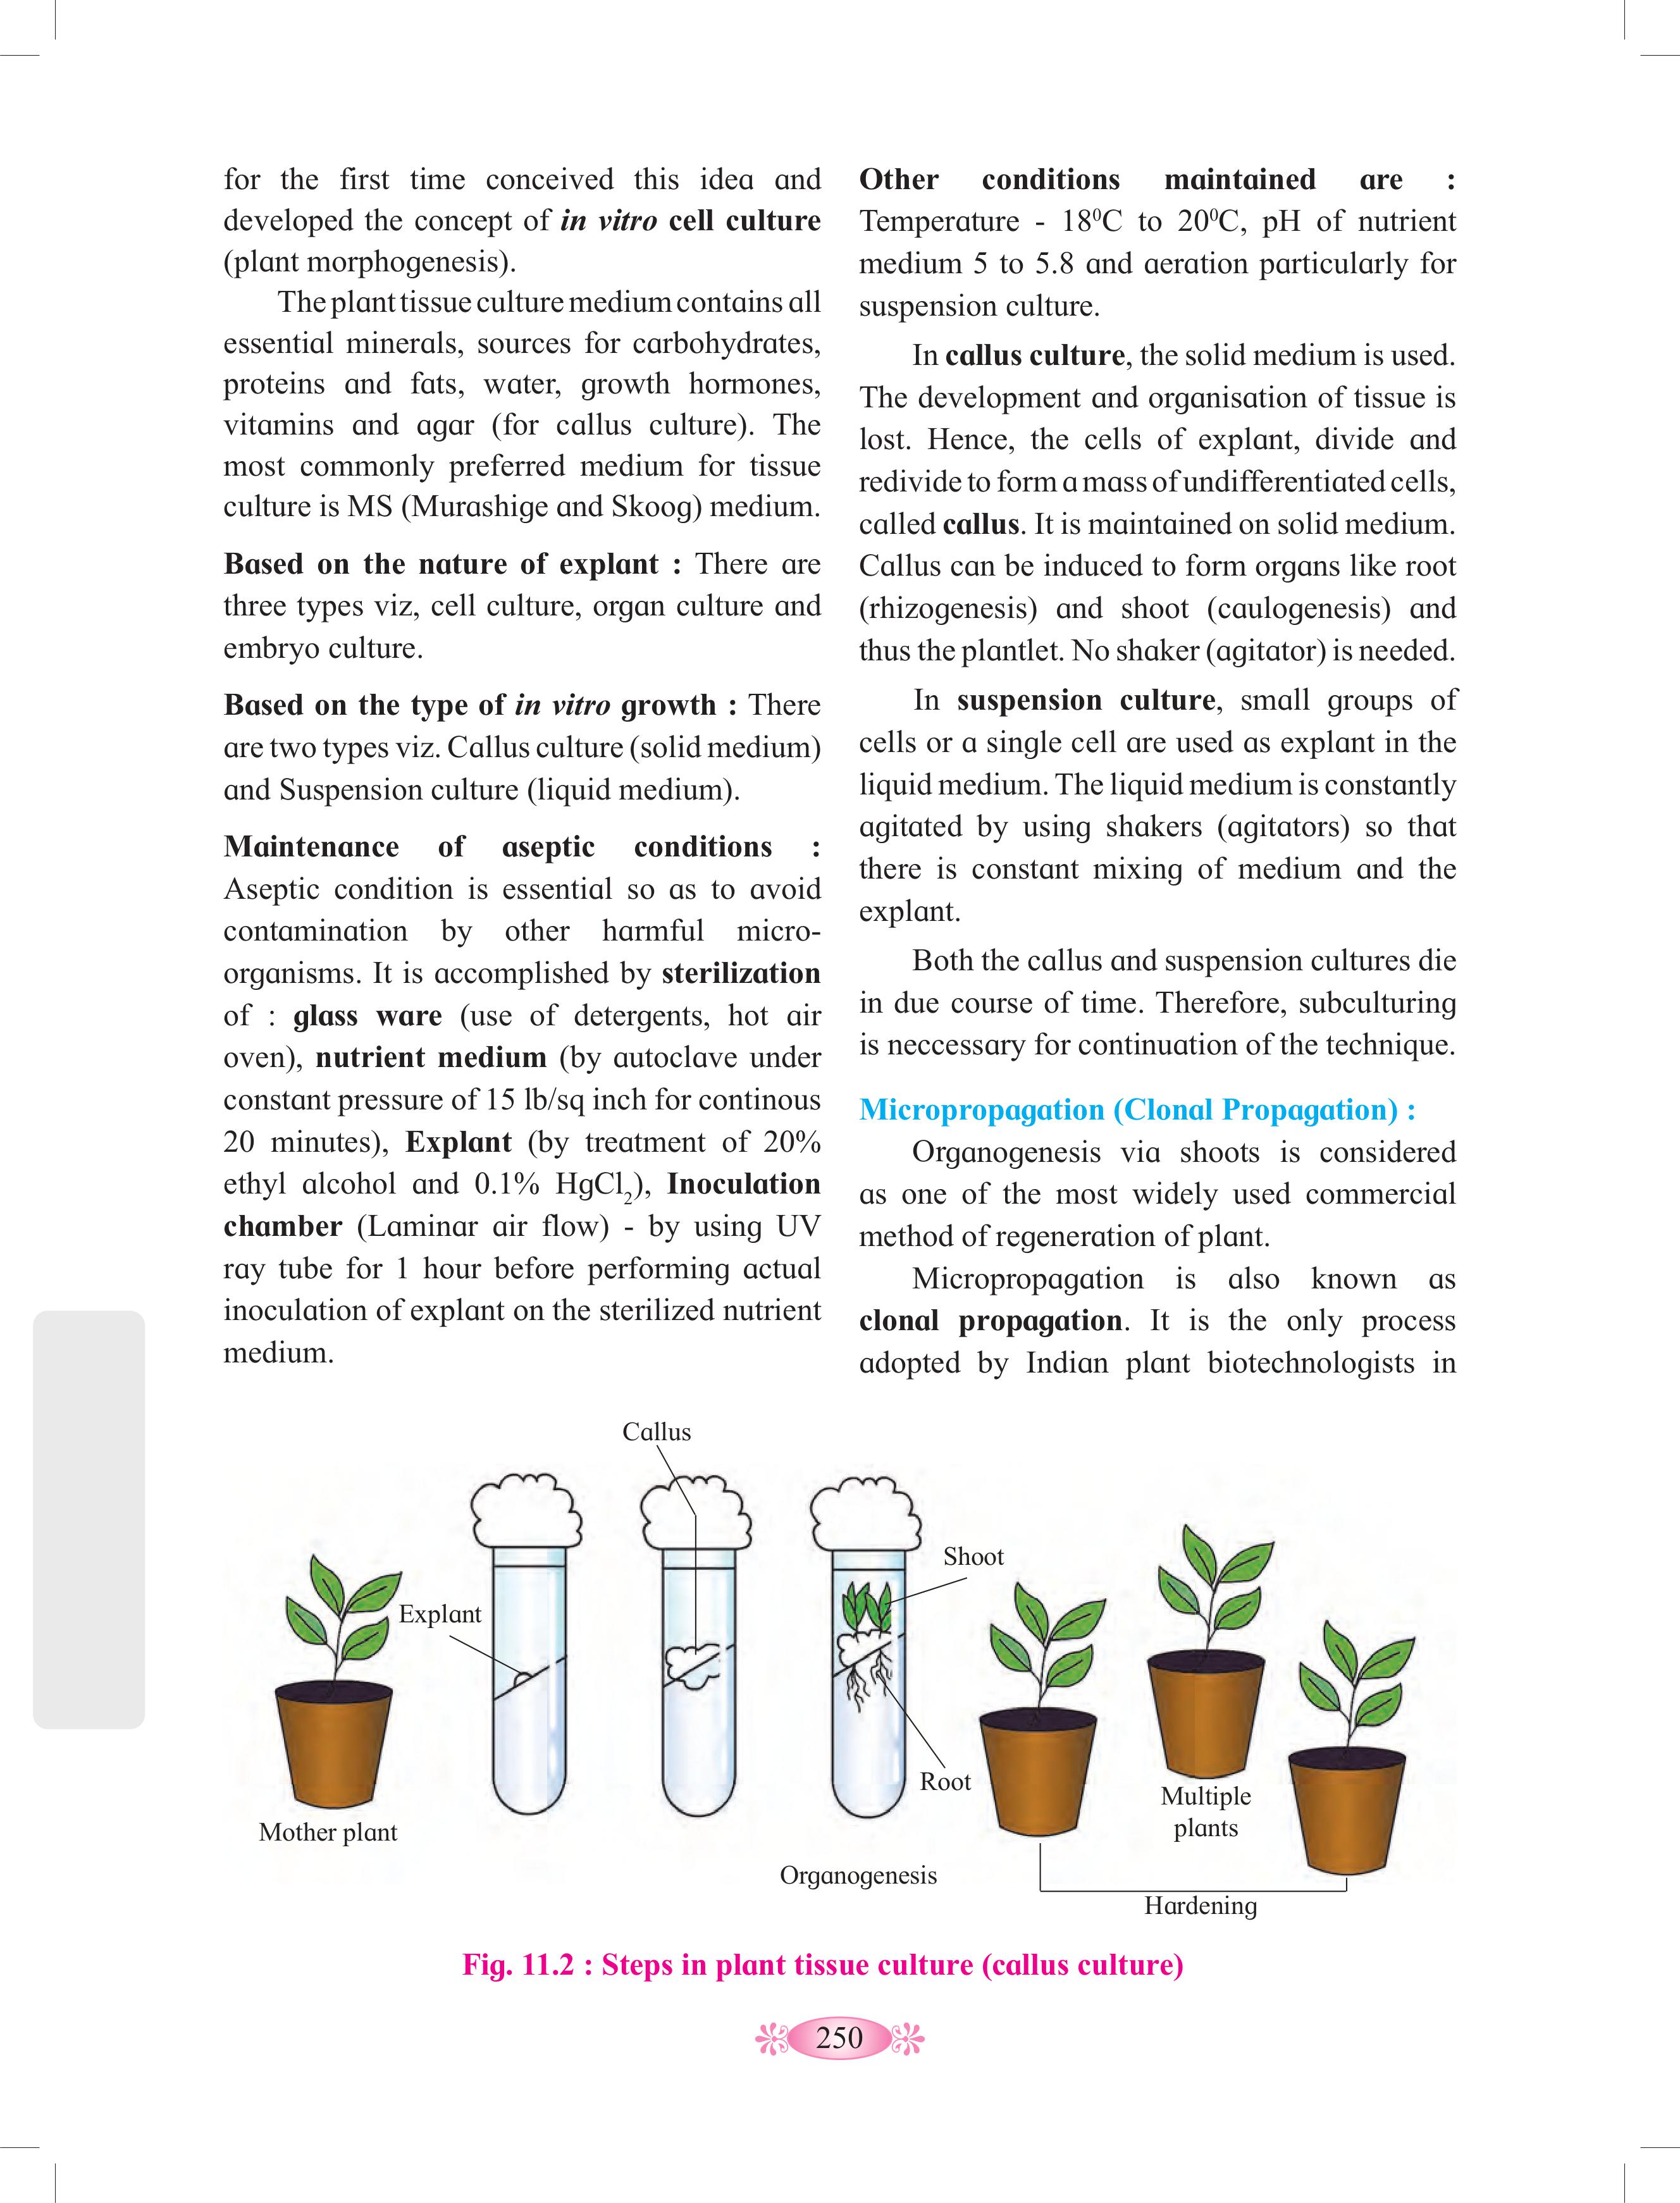 for the first time conceived this idea and
developed the concept of in vitro cell culture
(plant morphogenesis).
The plant tissue culture medium contains all
essential minerals, sources for carbohydrates,
proteins and fats, water, growth hormones,
vitamins and agar (for callus culture). The
most commonly preferred medium for tissue
culture is MS (Murashige and Skoog) medium.
Based on the nature of explant : There are
three types viz, cell culture, organ culture and
embryo culture.
Based on the type of in vitro growth : There
are two types viz. Callus culture (solid medium)
and Suspension culture (liquid medium).
Maintenance of aseptic conditions :
Aseptic condition is essential so as to avoid
contamination by other harmful micro-
organisms. It is accomplished by sterilization
of : glass ware (use of detergents, hot air
oven), nutrient medium (by autoclave under
constant pressure of 15 lb/sq inch for continous
20 minutes), Explant (by treatment of 20%
ethyl alcohol and 0.1% HgCl₂), Inoculation
chamber (Laminar air flow) - by using UV
ray tube for 1 hour before performing actual
inoculation of explant on the sterilized nutrient
medium.
Other conditions maintained are :
Temperature - 18⁰C to 20⁰C, pH of nutrient
medium 5 to 5.8 and aeration particularly for
suspension culture.
In callus culture, the solid medium is used.
The development and organisation of tissue is
lost. Hence, the cells of explant, divide and
redivide to form a mass of undifferentiated cells,
called callus. It is maintained on solid medium.
Callus can be induced to form organs like root
(rhizogenesis) and shoot (caulogenesis) and
thus the plantlet. No shaker (agitator) is needed.
In suspension culture, small groups of
cells or a single cell are used as explant in the
liquid medium. The liquid medium is constantly
agitated by using shakers (agitators) so that
there is constant mixing of medium and the
explant.
Both the callus and suspension cultures die
in due course of time. Therefore, subculturing
is neccessary for continuation of the technique.
Micropropagation (Clonal Propagation) :
Organogenesis via shoots is considered
as one of the most widely used commercial
method of regeneration of plant.
Micropropagation is also known as
clonal propagation. It is the only process
adopted by Indian plant biotechnologists in
Callus
Shoot
Explant
Root
Multiple
plants
Mother plant
Organogenesis
Hardening
Fig. 11.2 : Steps in plant tissue culture (callus culture)
250